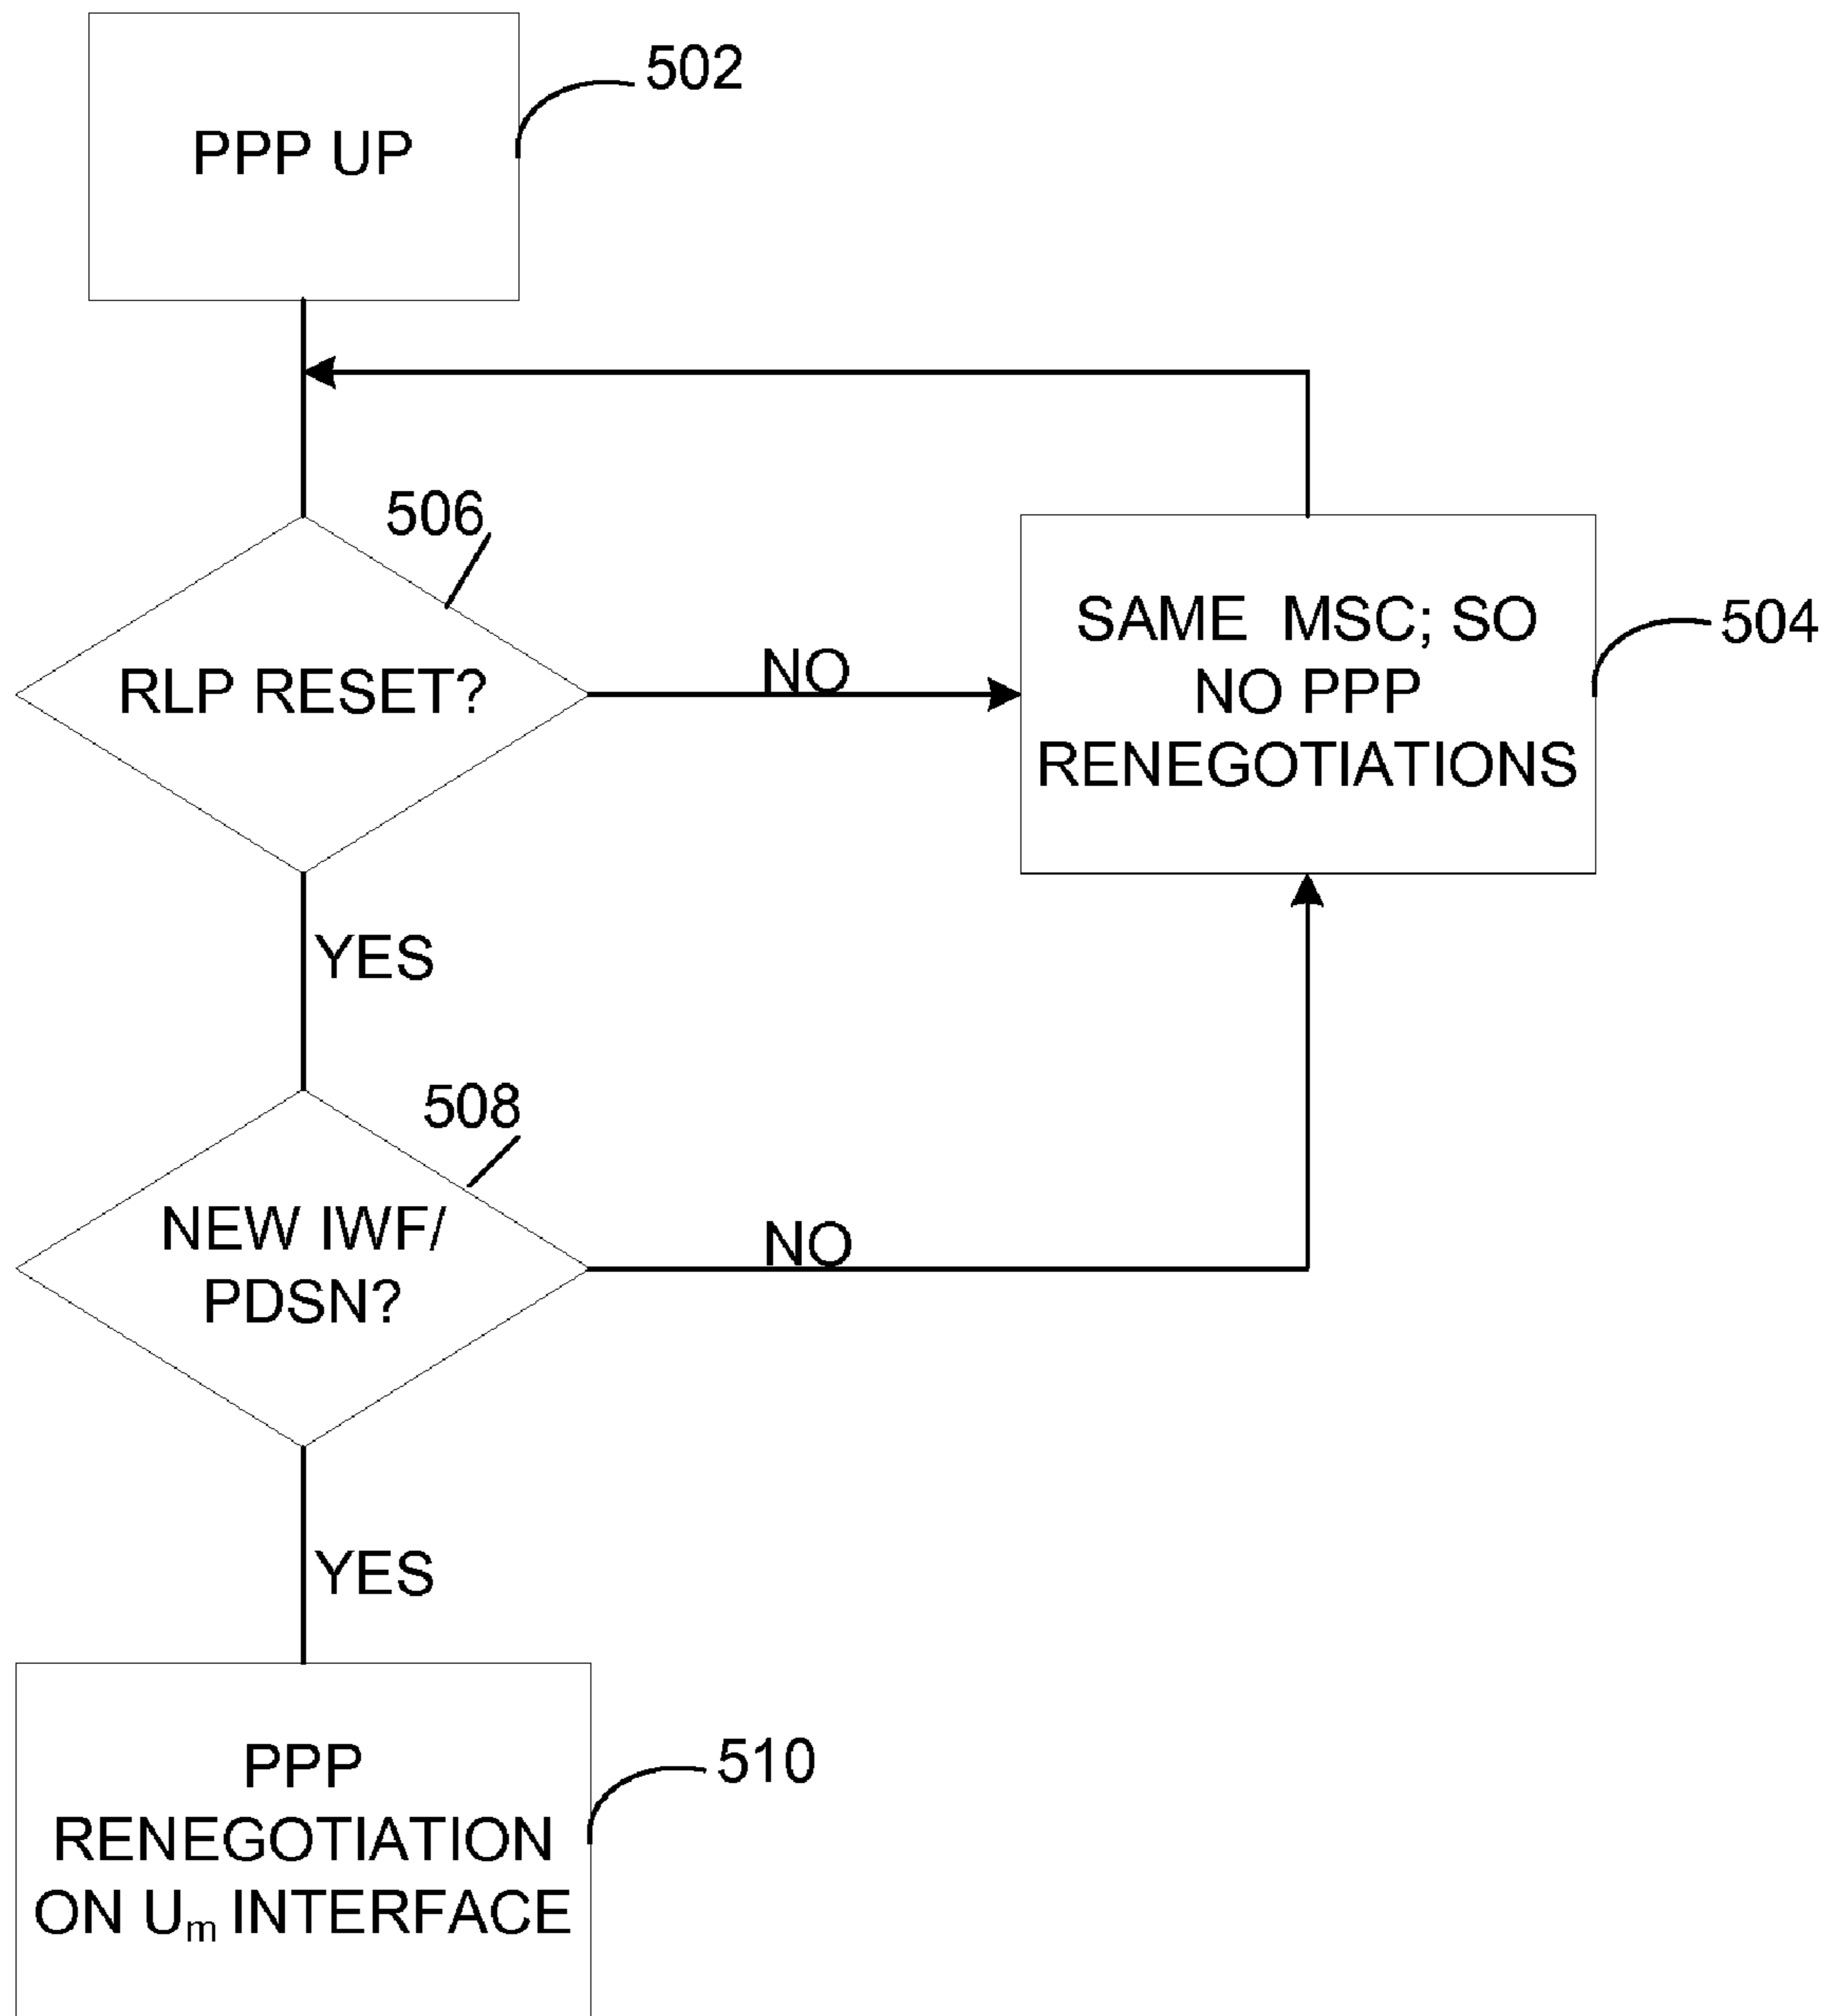 502
PPP UP
506
RLP RESET?
NO
SAME MSC; SO
NO PPP
RENEGOTIATIONS
504
YES
508
NEW IWF/
PDSN?
NO
YES
PPP
RENEGOTIATION
ON Um INTERFACE
510